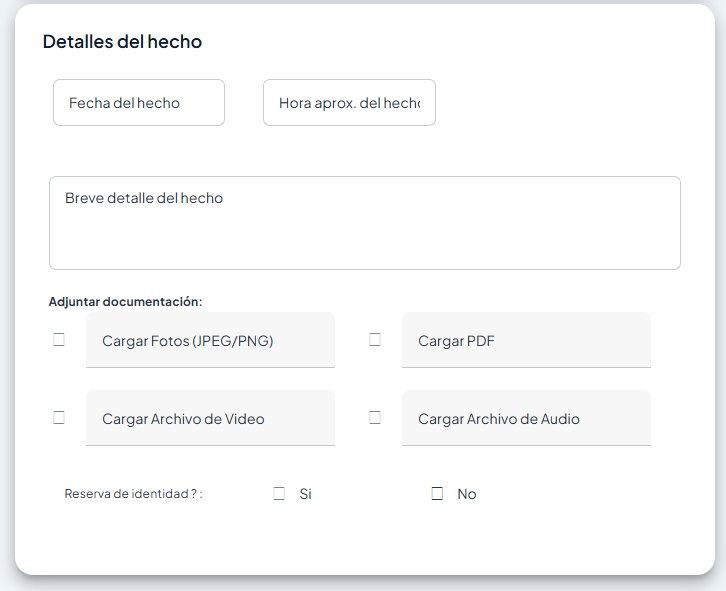 Detalles del hecho
Fecha del hecho
Hora aprox. del hecho
Breve detalle del hecho
Adjuntar documentación:
Cargar Fotos (JPEG/PNG)
Cargar PDF
Cargar Archivo de Video
Cargar Archivo de Audio
Reserva de identidad ? :
Si
No